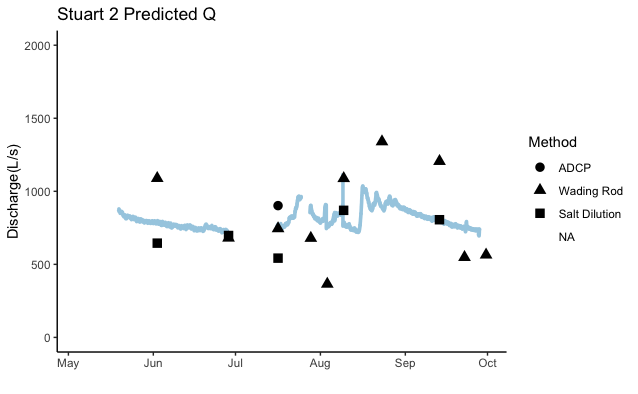 Stuart 2 Predicted Q
2000
1500
1000
500
0
Discharge(L/s)
May Jun Jul Aug Sep Oct
Method
ADCP
Wading Rod
Salt Dilution
NA